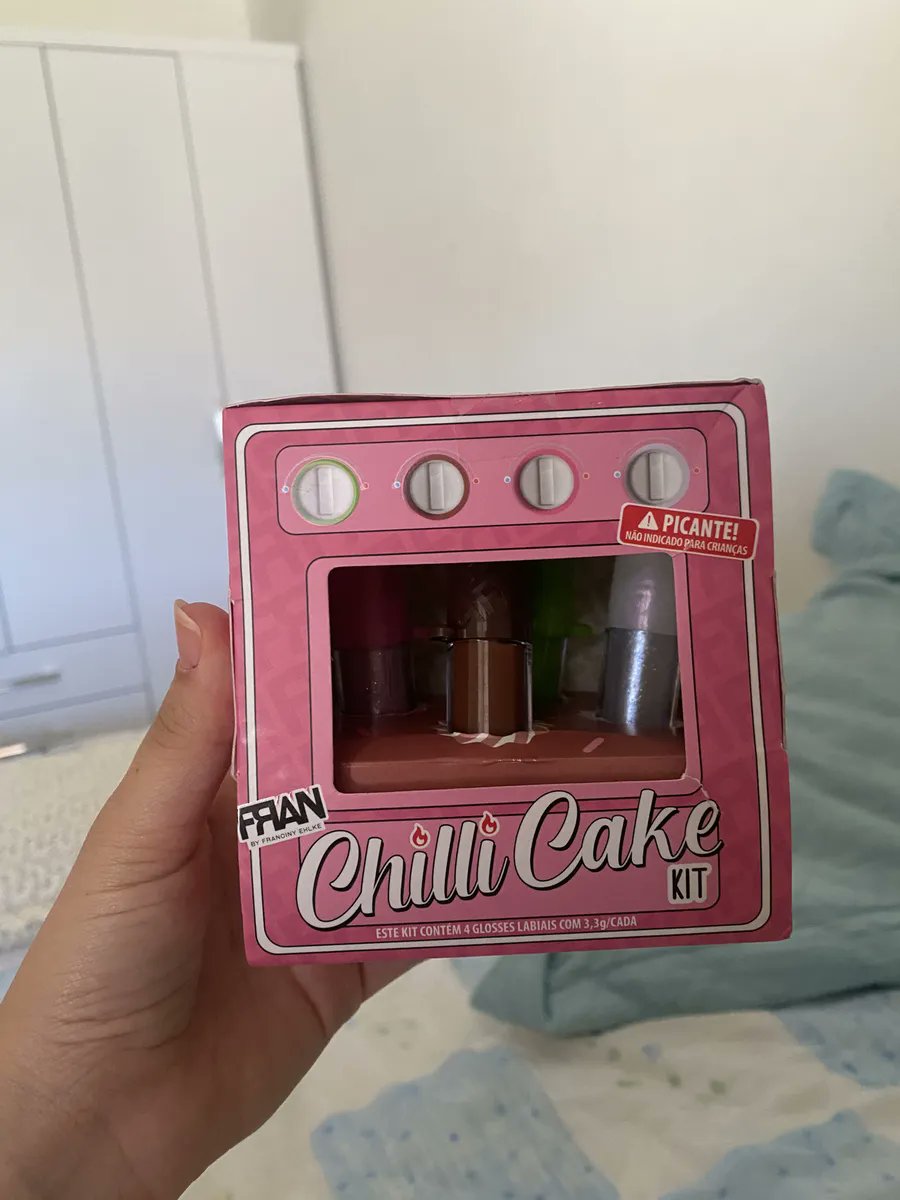 PICANTE!
NÃO INDICADO PARA CRIANÇAS
FRAN
BY FRANCINY EHLKE
Chilli Cake
KIT
ESTE KIT CONTÉM 4 GLOSSES LABIAIS COM 3,3g/CADA